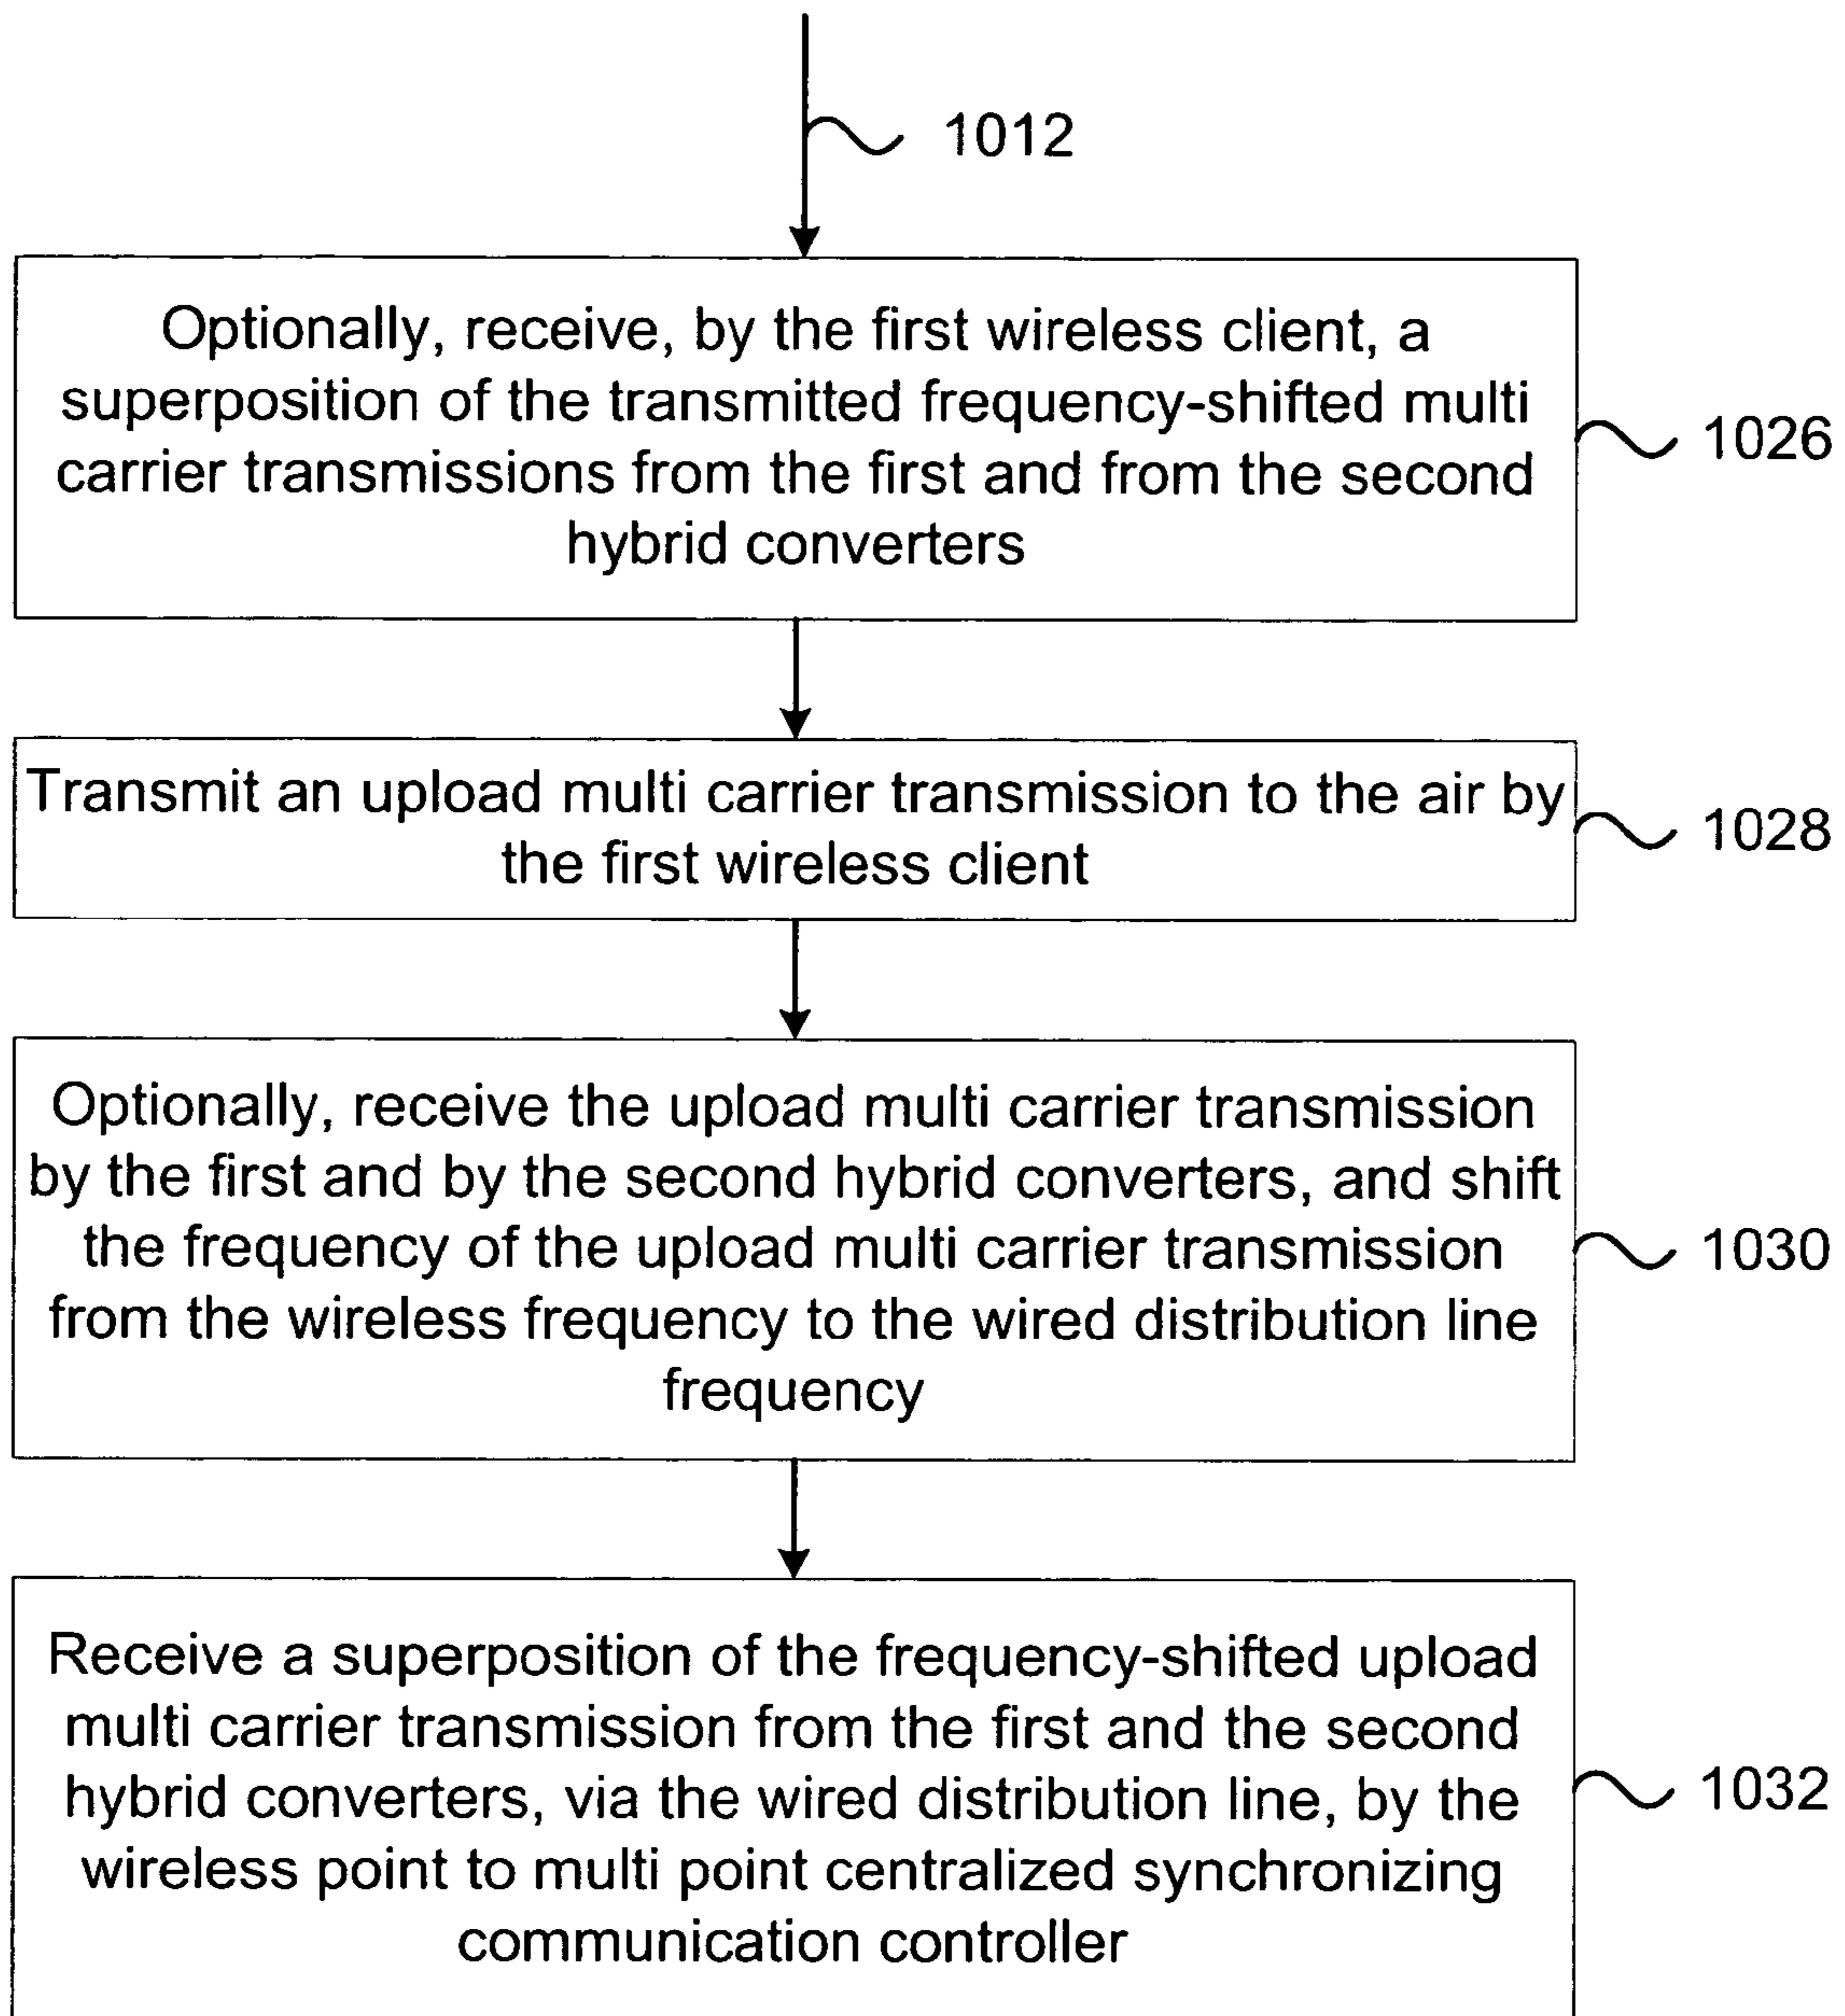 1012
Optionally, receive, by the first wireless client, a
superposition of the transmitted frequency-shifted multi
carrier transmissions from the first and from the second
hybrid converters
1026
Transmit an upload multi carrier transmission to the air by
the first wireless client
1028
Optionally, receive the upload multi carrier transmission
by the first and by the second hybrid converters, and shift
the frequency of the upload multi carrier transmission
from the wireless frequency to the wired distribution line
frequency
1030
Receive a superposition of the frequency-shifted upload
multi carrier transmission from the first and the second
hybrid converters, via the wired distribution line, by the
wireless point to multi point centralized synchronizing
communication controller
1032